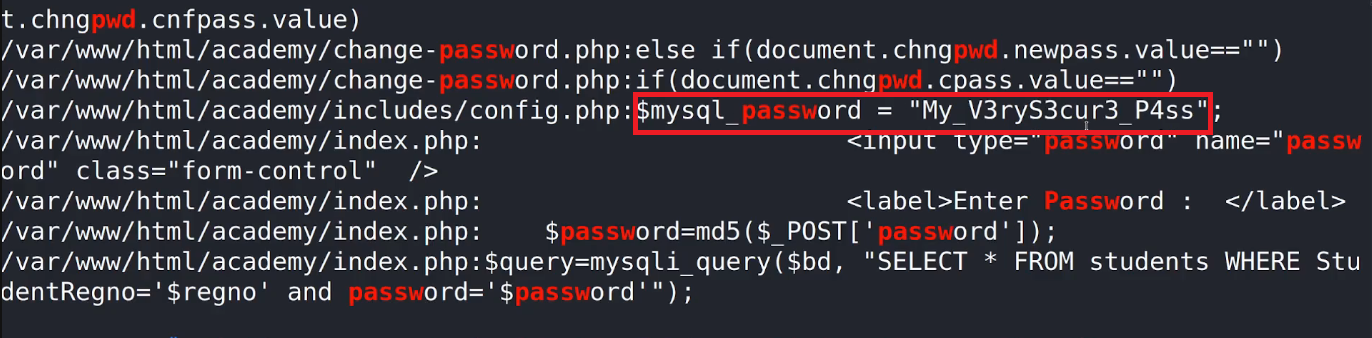 t.chngpwd.cnfpass.value)
/var/www/html/academy/change-password.php:else if(document.chngpwd.newpass.value=="")
/var/www/html/academy/change-password.php:if(document.chngpwd.cpass.value=="")
/var/www/html/academy/includes/config.php:$mysql_password = "My_V3ryS3cur3_P4ss";
/var/www/html/academy/index.php:                        <input type="password" name="passw
ord" class="form-control"  />
/var/www/html/academy/index.php:                        <label>Enter Password :  </label>
/var/www/html/academy/index.php:    $password=md5($_POST['password']);
/var/www/html/academy/index.php:$query=mysqli_query($bd, "SELECT * FROM students WHERE Stu
dentRegno='$regno' and password='$password'");